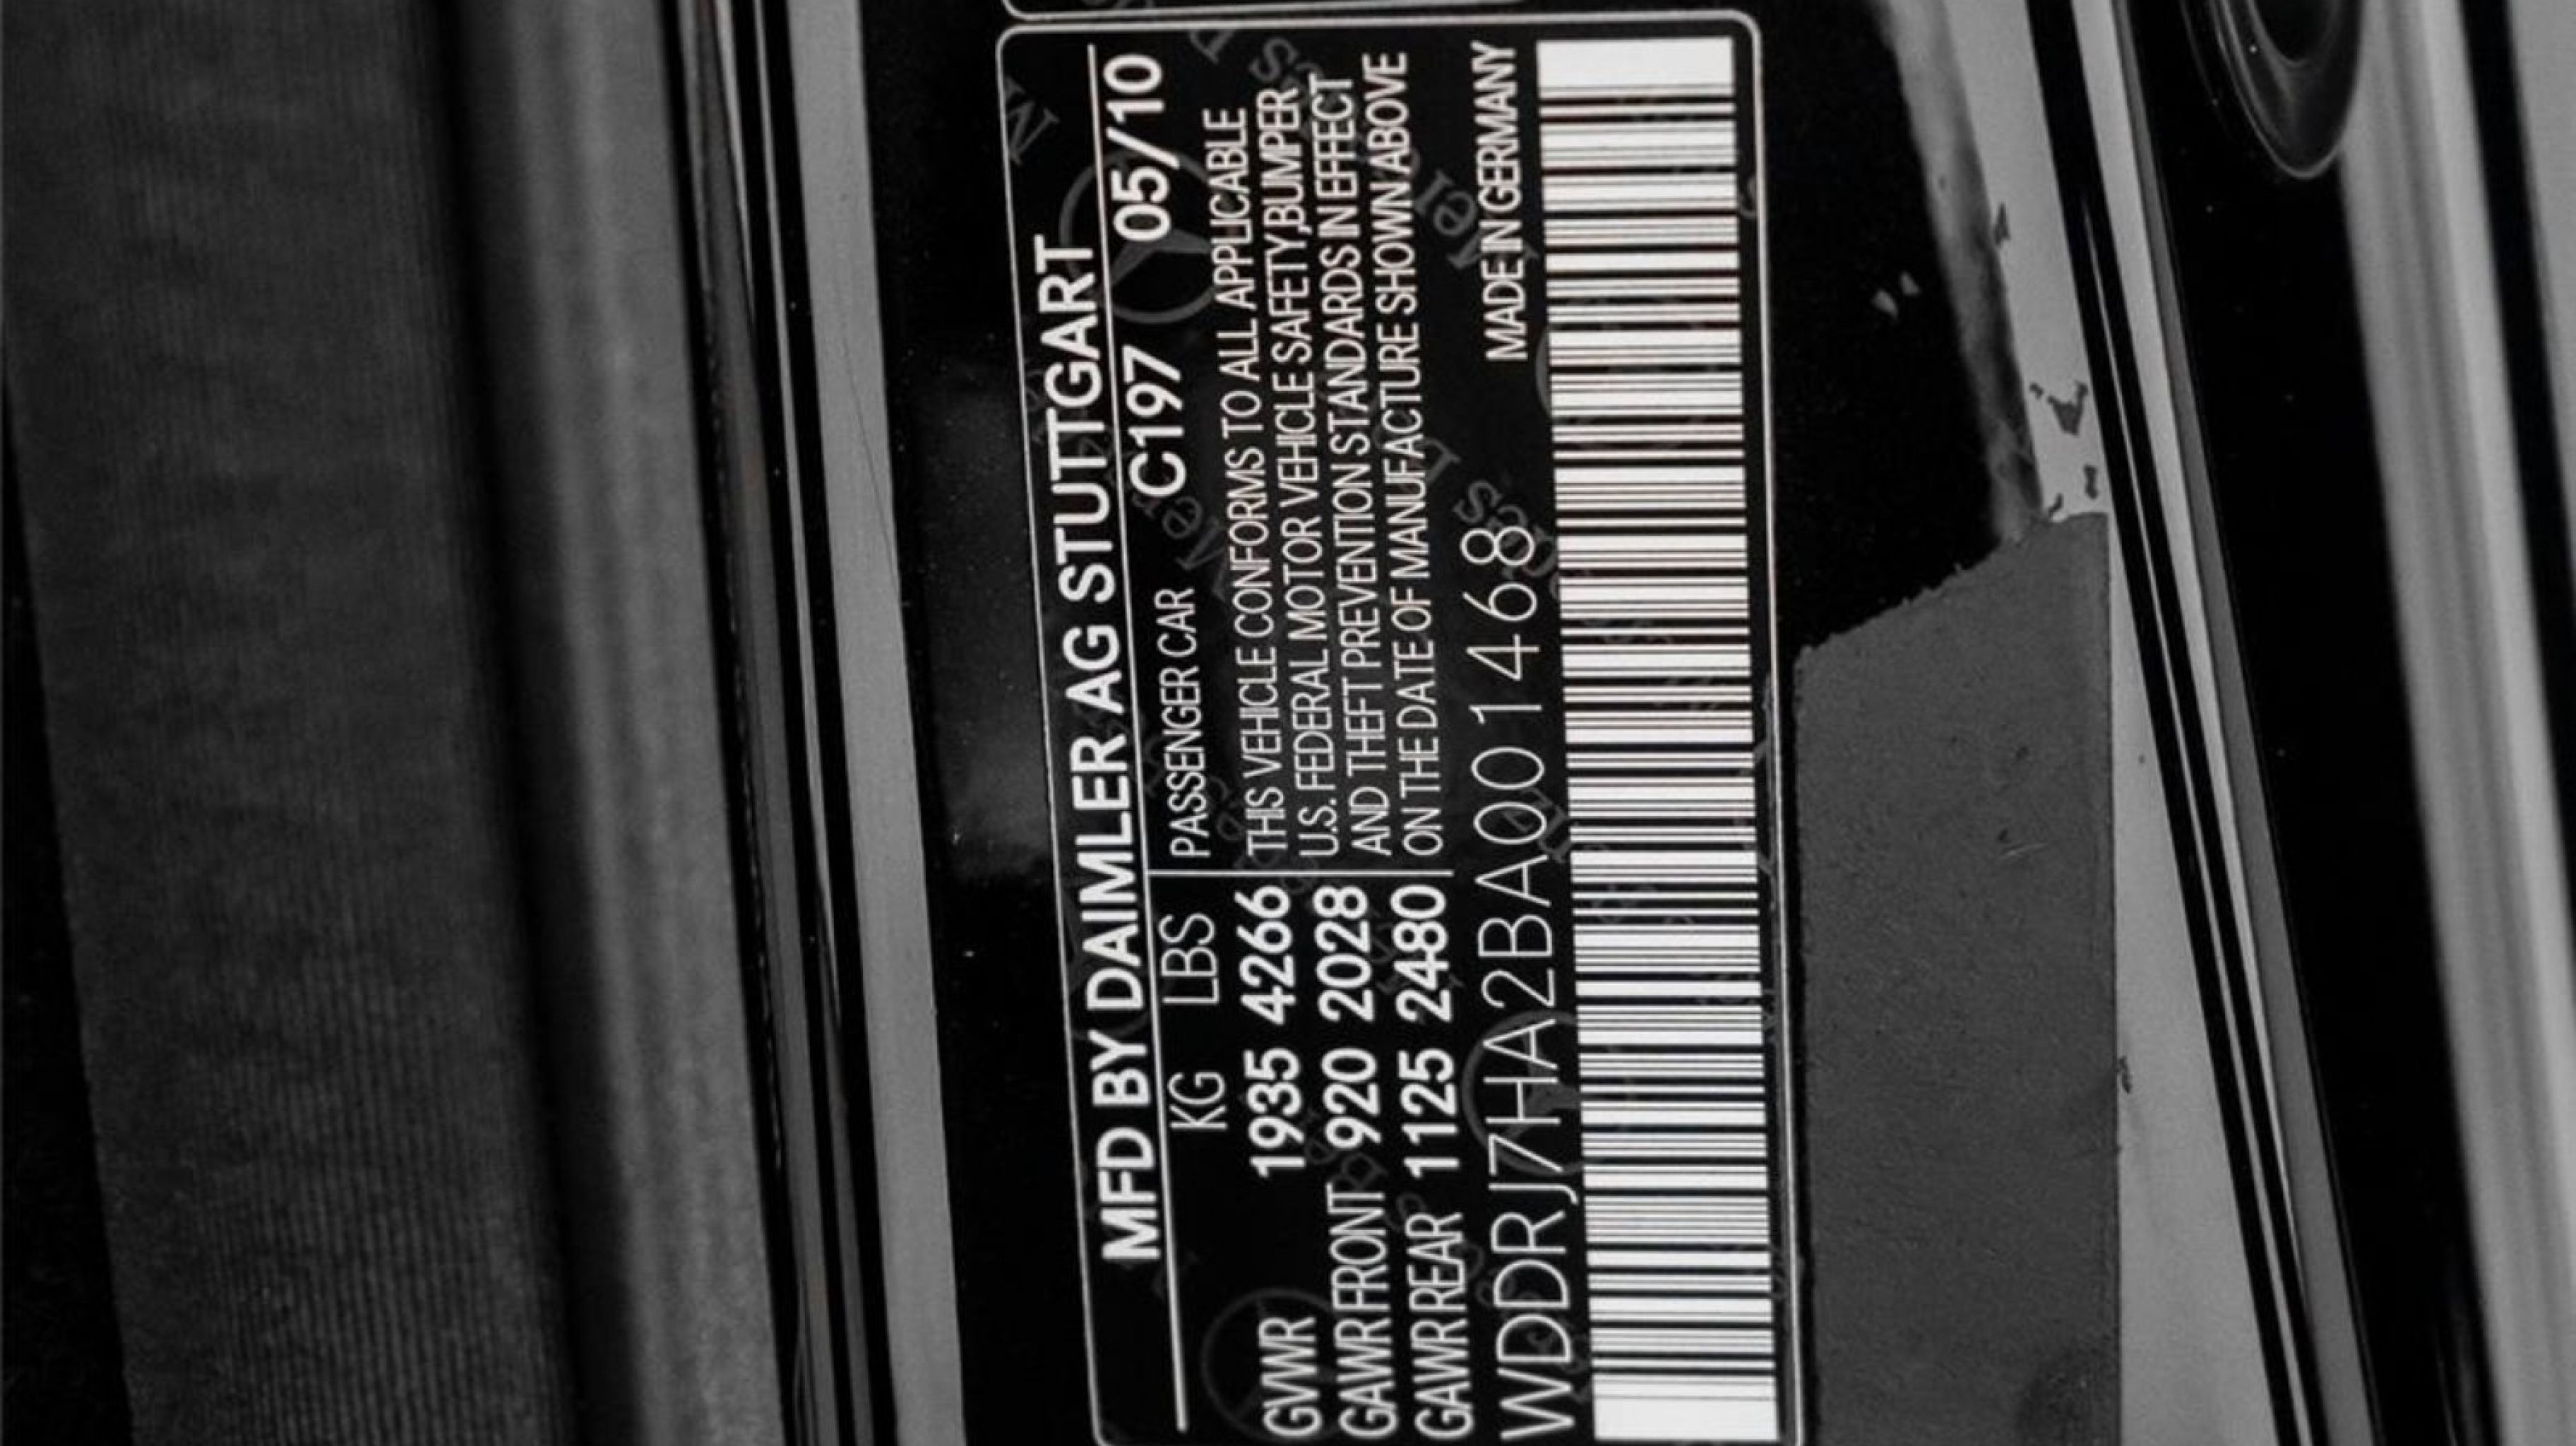 MFD BY DAIMLER AG STUTTGART
KG LBS PASSENGER CAR C197 05/10
GVWR 1935 4266 THIS VEHICLE CONFORMS TO ALL APPLICABLE
GAWR FRONT 920 2028 U.S. FEDERAL MOTOR VEHICLE SAFETY,BUMPER
GAWR REAR 1125 2480 AND THEFT PREVENTION STANDARDS IN EFFECT
ON THE DATE OF MANUFACTURE SHOWN ABOVE
WDDRJ7HA2BA001468 MADE IN GERMANY